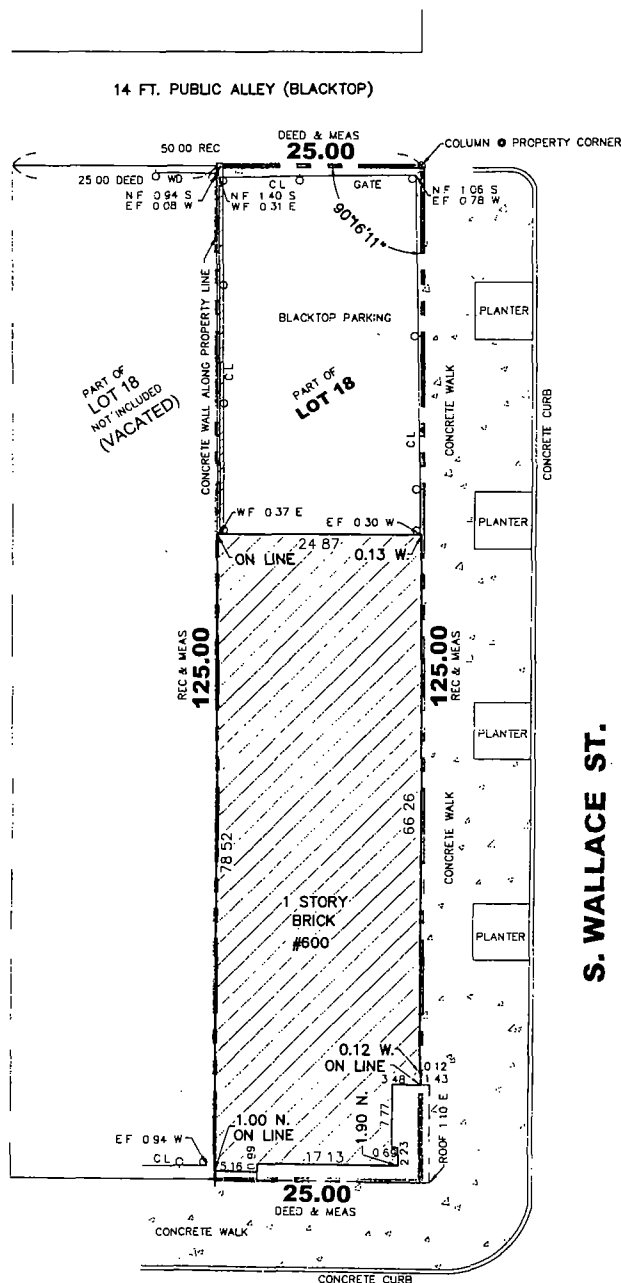 14 FT. PUBLIC ALLEY (BLACKTOP)
DEED & MEAS
50 00 REC
25.00
COLUMN @ PROPERTY CORNER
25 00 DEED
WD
CL
GATE
NF 0.94 S
EF 0.08 W
NF 1.40 S
WF 0.31 E
NF 1.06 S
EF 0.78 W
90°16'11"
CONCRETE WALL ALONG PROPERTY LINE
BLACKTOP PARKING
PLANTER
PART OF
LOT 18
NOT INCLUDED
(VACATED)
CL
PART OF
LOT 18
CL
CONCRETE WALK
CONCRETE CURB
WF 0.37 E
EF 0.30 W
PLANTER
24 87
ON LINE
0.13 W.
125.00
REC & MEAS
125.00
REC & MEAS
PLANTER
S. WALLACE ST.
66 26
CONCRETE WALK
78 52
1 STORY
BRICK
#600
PLANTER
0.12 W.
ON LINE
0.12
3.48
1.43
7.77
1.90 N.
ROOF 1.10 E
1.00 N.
ON LINE
EF 0.94 W
CL
5.16
0.99
17 13
0.69
2.23
25.00
DEED & MEAS
CONCRETE WALK
CONCRETE CURB